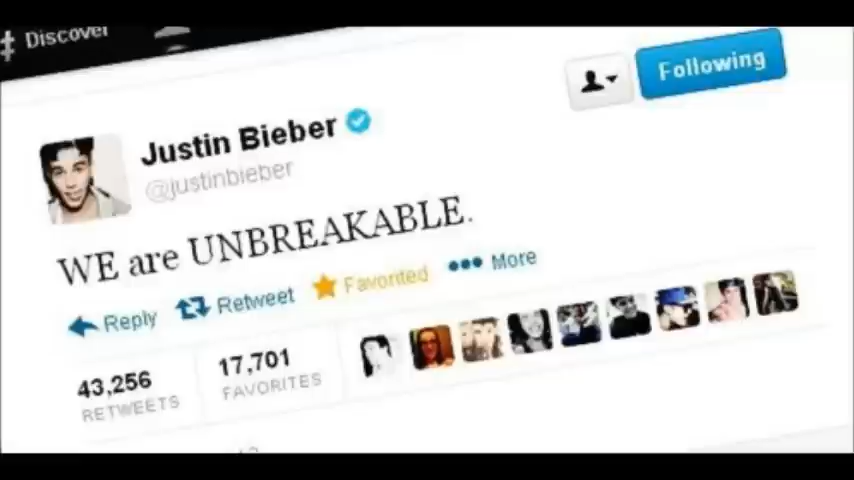 Discover
Following
Justin Bieber
@justinbieber
WE are UNBREAKABLE.
Reply Retweet Favorited More
43,256 17,701
RETWEETS FAVORITES